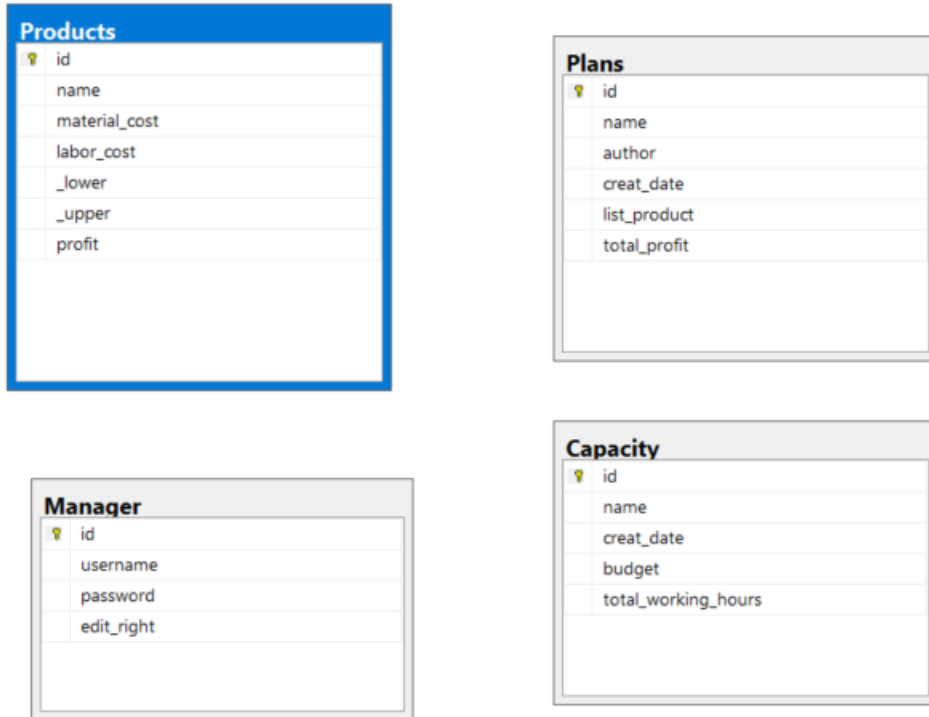 Products
id
name
material_cost
labor_cost
_lower
_upper
profit
Plans
id
name
author
creat_date
list_product
total_profit
Manager
id
username
password
edit_right
Capacity
id
name
creat_date
budget
total_working_hours